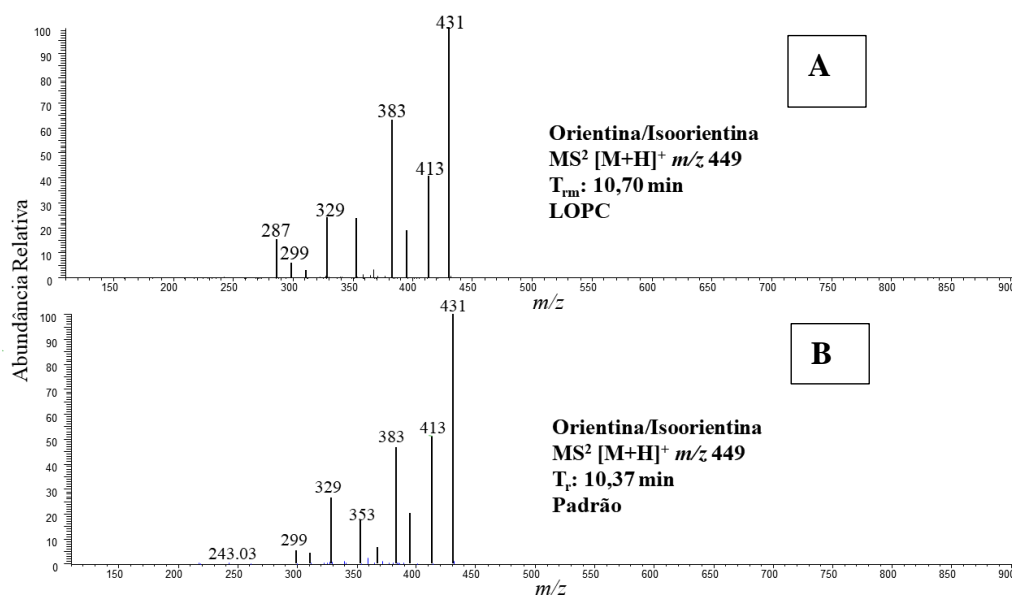 Abundância Relativa
A
Orientina/Isoorientina
MS² [M+H]⁺ m/z 449
Tᵣₘ: 10,70 min
LOPC
431
383
413
329
287
299
100
90
80
70
60
50
40
30
20
10
0
150 200 250 300 350 400 450 500 550 600 650 700 750 800 850 900
m/z
B
Orientina/Isoorientina
MS² [M+H]⁺ m/z 449
Tᵣ: 10,37 min
Padrão
431
413
383
329
353
299
243.03
100
90
80
70
60
50
40
30
20
10
0
150 200 250 300 350 400 450 500 550 600 650 700 750 800 850 900
m/z